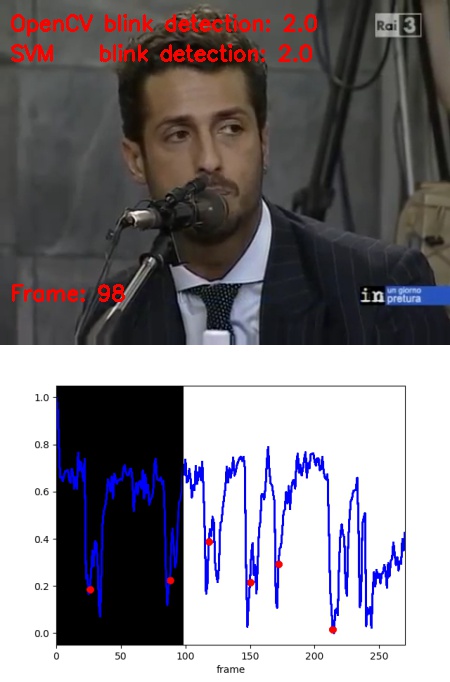 OpenCV blink detection: 2.0
Rai 3
SVM blink detection: 2.0
Frame: 98
in un giorno
pretura
1.0
0.8
0.6
0.4
0.2
0.0
0 50 100 150 200 250
frame